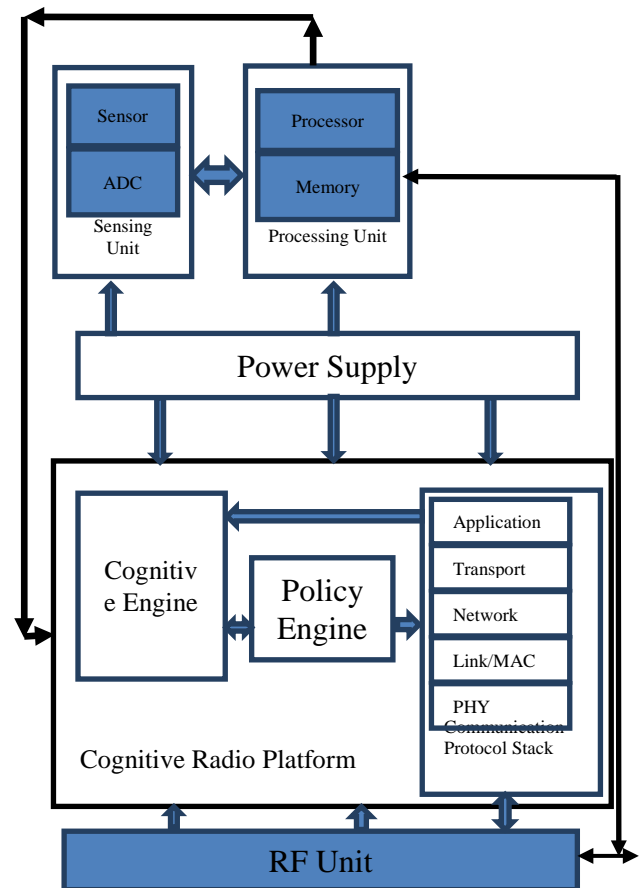 Sensor
ADC
Sensing
Unit
Processor
Memory
Processing Unit
Power Supply
Cognitiv
e Engine
Policy
Engine
Application
Transport
Network
Link/MAC
PHY
Communication
Protocol Stack
Cognitive Radio Platform
RF Unit